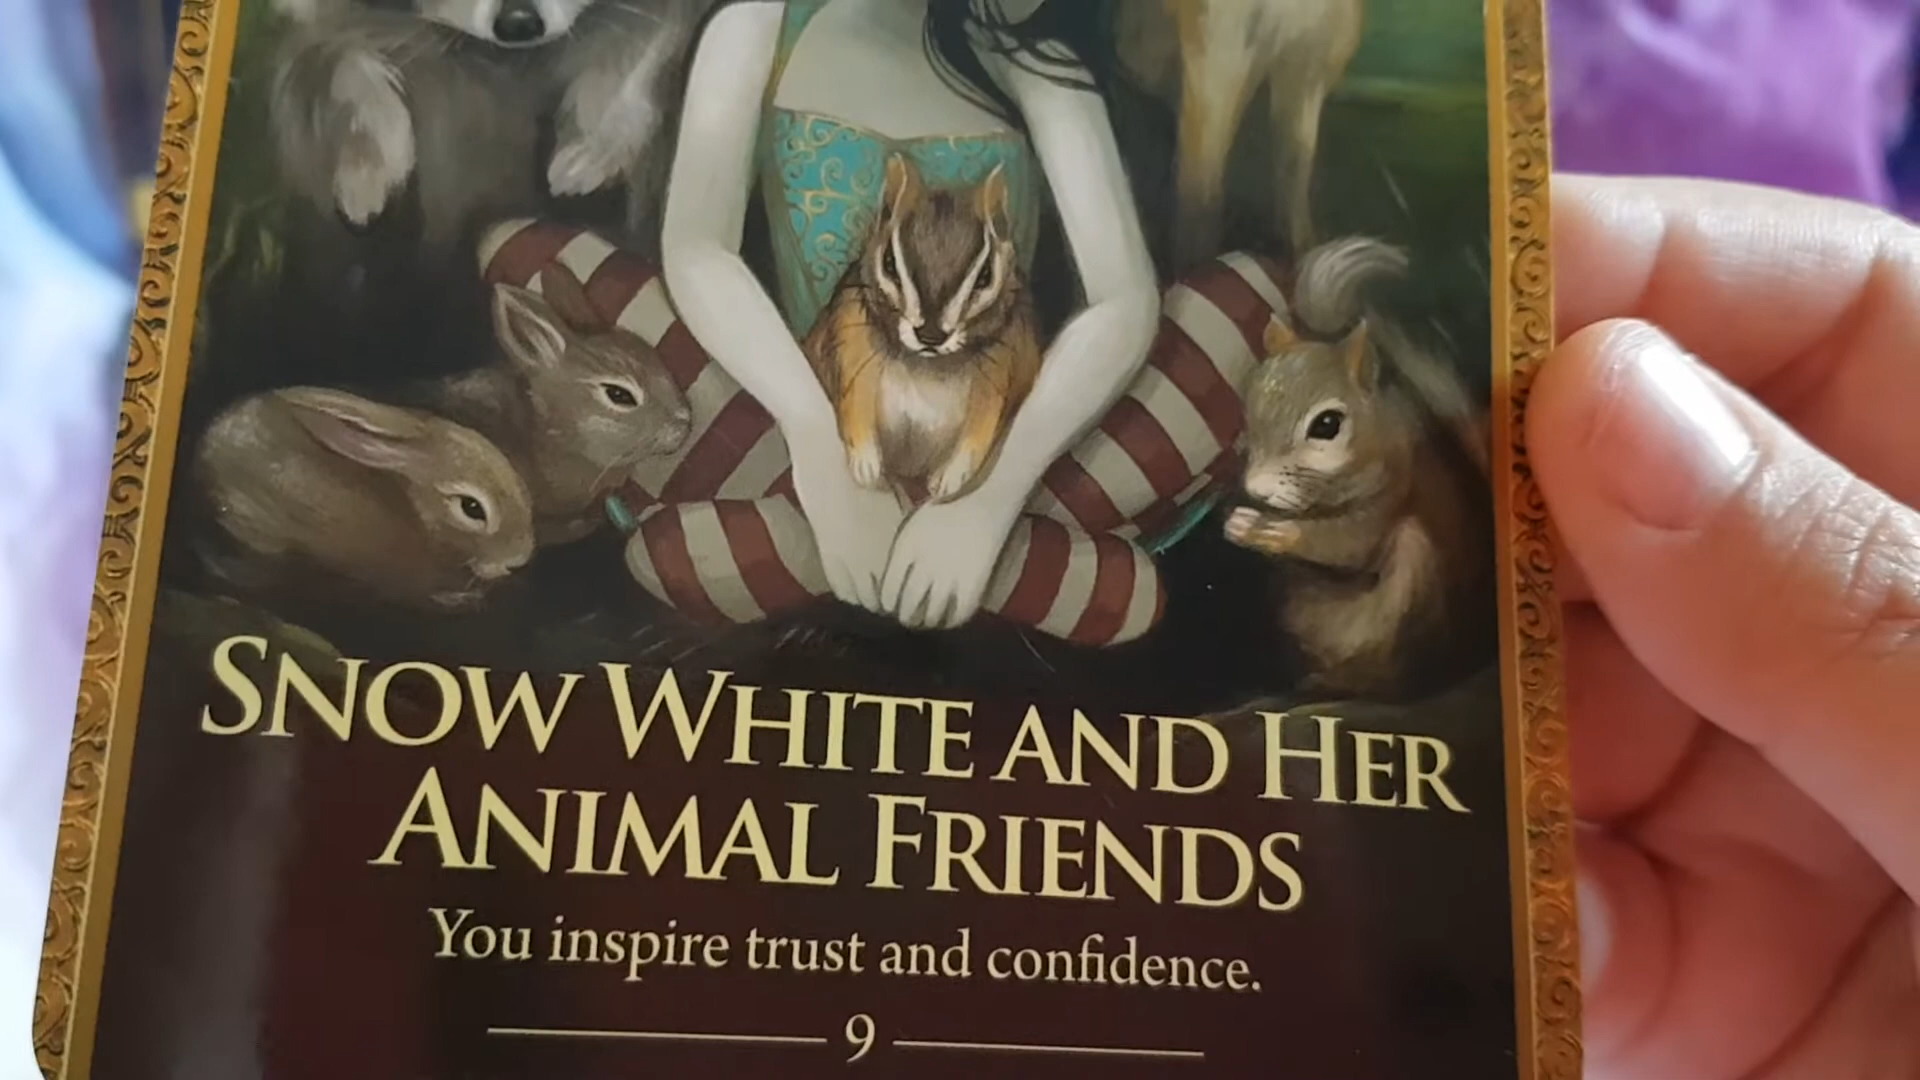 SNOW WHITE AND HER
ANIMAL FRIENDS
You inspire trust and confidence.
9